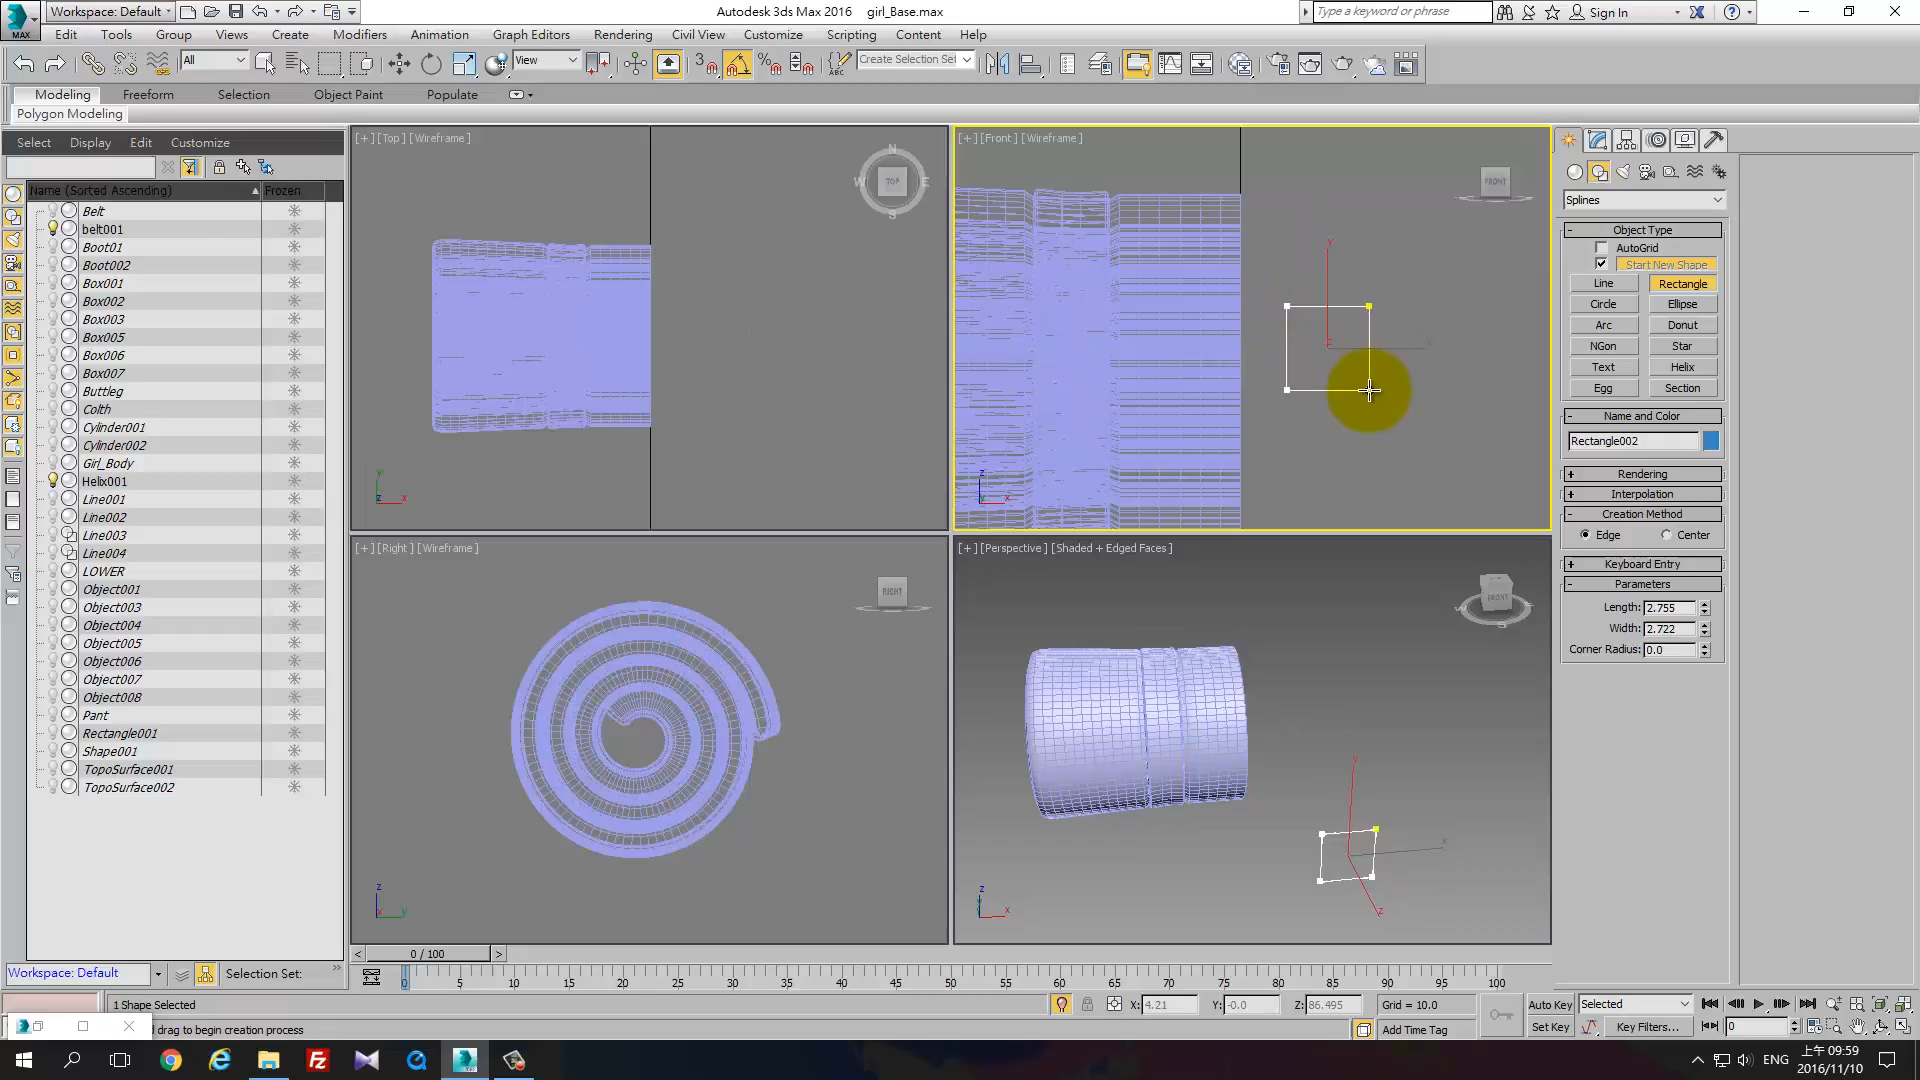 MAX
Workspace: Default
Autodesk 3ds Max 2016 girl_Base.max
Type a keyword or phrase
Sign In
Edit Tools Group Views Create Modifiers Animation Graph Editors Rendering Civil View Customize Scripting Content Help
All
View
3
ABC
Create Selection Set
Modeling Freeform Selection Object Paint Populate
Polygon Modeling
Select Display Edit Customize
Name (Sorted Ascending) Frozen
Belt
belt001
Boot01
Boot002
Box001
Box002
Box003
Box005
Box006
Box007
Buttleg
Colth
Cylinder001
Cylinder002
Girl_Body
Helix001
Line001
Line002
Line003
Line004
LOWER
Object001
Object003
Object004
Object005
Object006
Object007
Object008
Pant
Rectangle001
Shape001
TopoSurface001
TopoSurface002
[+] [Top] [Wireframe]
N
W TOP E
S
y
z x
[+] [Front] [Wireframe]
FRONT
y
x
z
z
y x
[+] [Right] [Wireframe]
RIGHT
z
x y
[+] [Perspective] [Shaded + Edged Faces]
FRONT
y
x
z
z
y x
Splines
- Object Type
AutoGrid
Start New Shape
Line Rectangle
Circle Ellipse
Arc Donut
NGon Star
Text Helix
Egg Section
- Name and Color
Rectangle002
+ Rendering
+ Interpolation
- Creation Method
Edge Center
+ Keyboard Entry
- Parameters
Length: 2.755
Width: 2.722
Corner Radius: 0.0
< 0 / 100 >
Workspace: Default
Selection Set:
0 5 10 15 20 25 30 35 40 45 50 55 60 65 70 75 80 85 90 95 100
1 Shape Selected
X: 4.21 Y: -0.0 Z: 86.495 Grid = 10.0
Auto Key Selected
drag to begin creation process
Add Time Tag
Set Key Key Filters... 0
ENG
上午 09:59
2016/11/10